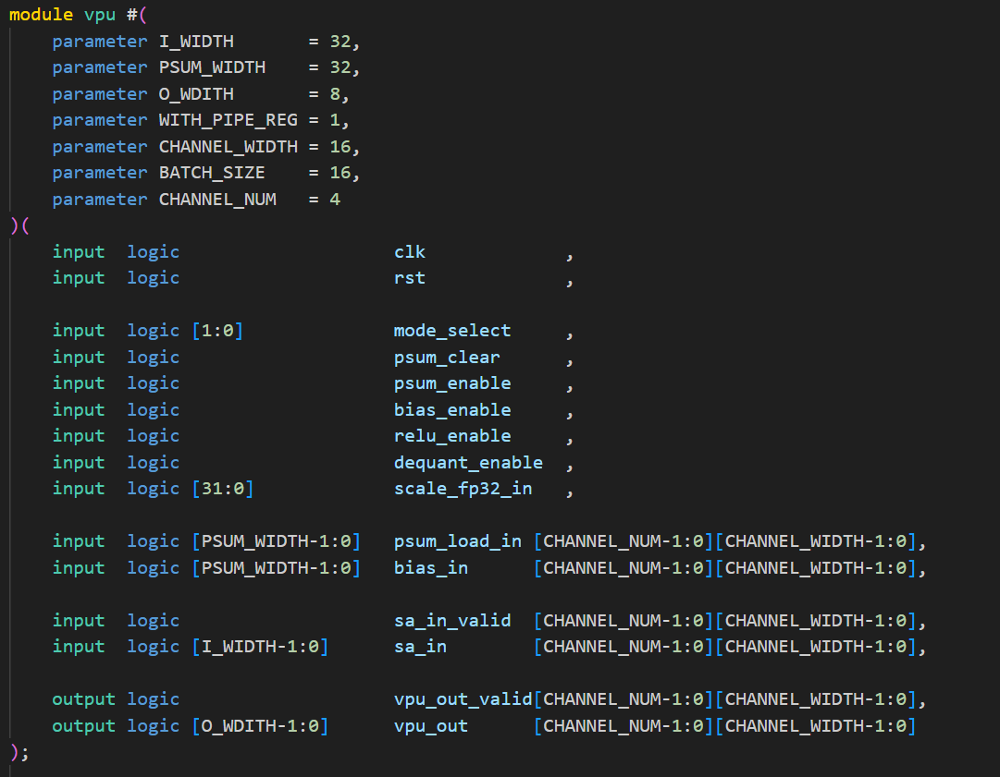 module vpu #(
    parameter I_WIDTH       = 32,
    parameter PSUM_WIDTH    = 32,
    parameter O_WDITH       = 8,
    parameter WITH_PIPE_REG = 1,
    parameter CHANNEL_WIDTH = 16,
    parameter BATCH_SIZE    = 16,
    parameter CHANNEL_NUM   = 4
)(
    input  logic                      clk             ,
    input  logic                      rst             ,

    input  logic [1:0]                mode_select     ,
    input  logic                      psum_clear      ,
    input  logic                      psum_enable     ,
    input  logic                      bias_enable     ,
    input  logic                      relu_enable     ,
    input  logic                      dequant_enable  ,
    input  logic [31:0]               scale_fp32_in   ,

    input  logic [PSUM_WIDTH-1:0]     psum_load_in [CHANNEL_NUM-1:0][CHANNEL_WIDTH-1:0],
    input  logic [PSUM_WIDTH-1:0]     bias_in      [CHANNEL_NUM-1:0][CHANNEL_WIDTH-1:0],

    input  logic                      sa_in_valid  [CHANNEL_NUM-1:0][CHANNEL_WIDTH-1:0],
    input  logic [I_WIDTH-1:0]        sa_in        [CHANNEL_NUM-1:0][CHANNEL_WIDTH-1:0],

    output logic                      vpu_out_valid[CHANNEL_NUM-1:0][CHANNEL_WIDTH-1:0],
    output logic [O_WDITH-1:0]        vpu_out      [CHANNEL_NUM-1:0][CHANNEL_WIDTH-1:0]
);